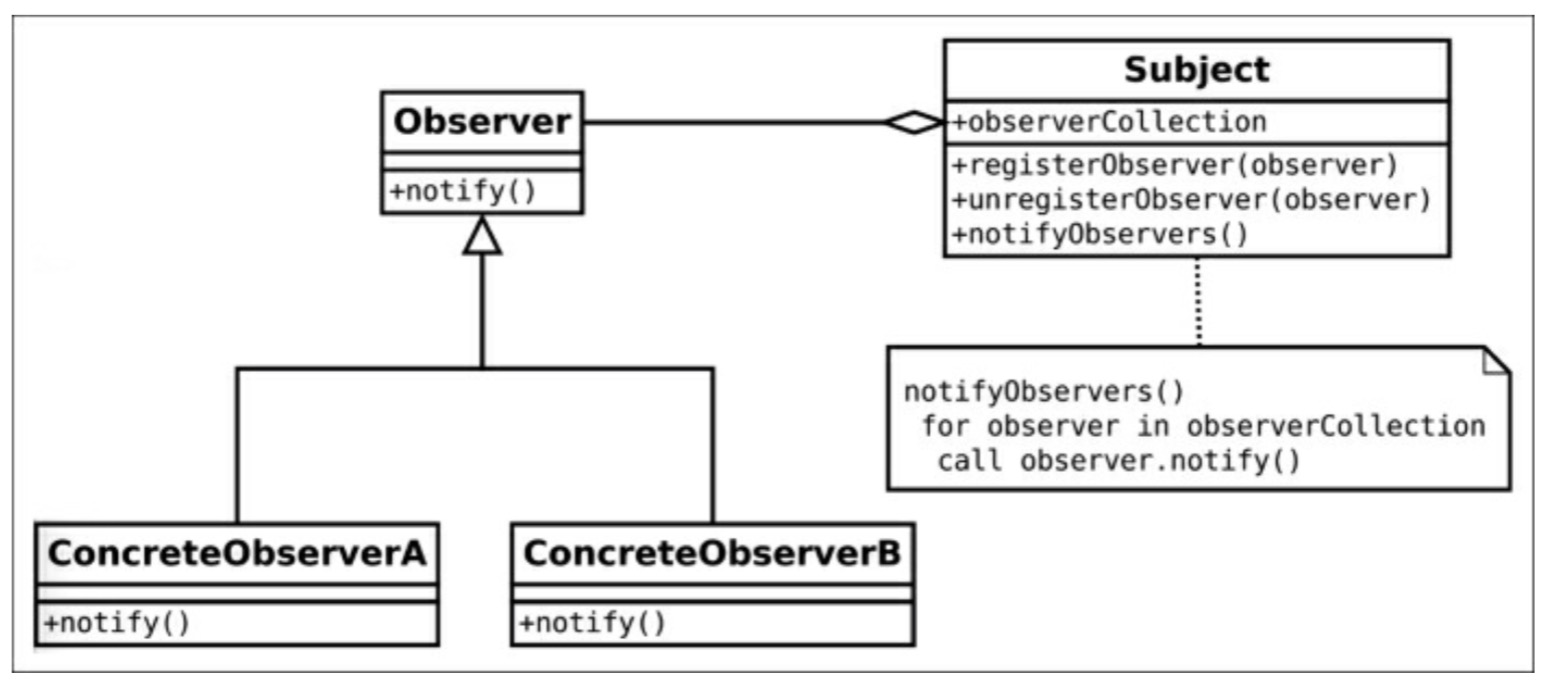 Observer
+notify()
Subject
+observerCollection
+registerObserver(observer)
+unregisterObserver(observer)
+notifyObservers()
notifyObservers()
for observer in observerCollection
call observer.notify()
ConcreteObserverA
+notify()
ConcreteObserverB
+notify()